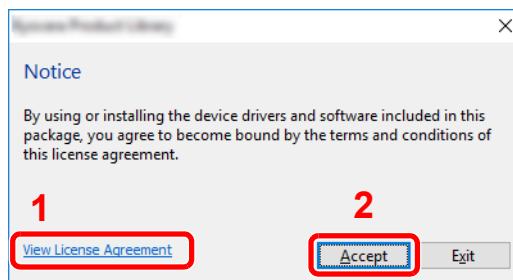 Notice
By using or installing the device drivers and software included in this
package, you agree to become bound by the terms and conditions of
this license agreement.
1
2
View License Agreement
Accept
Exit